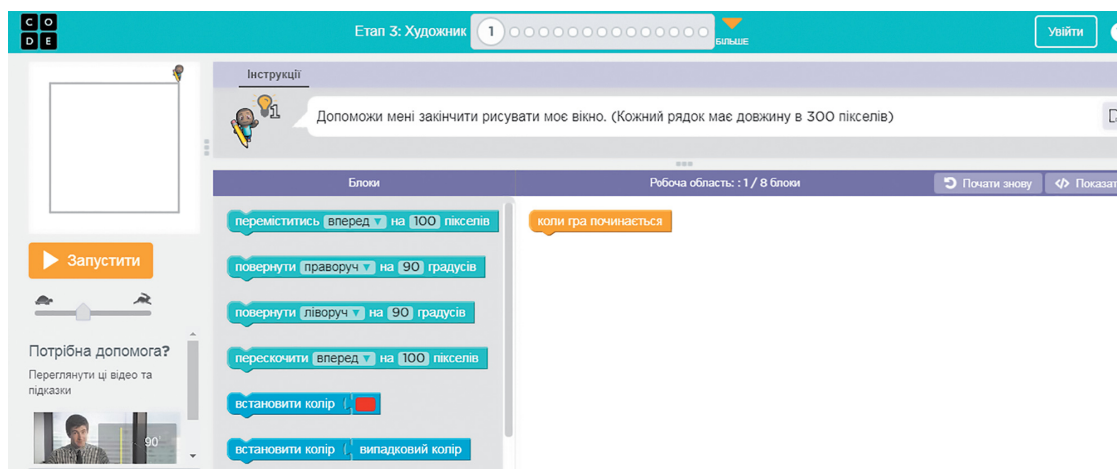 C O
D E
Етап 3: Художник
1
БІЛЬШЕ
Увійти
Інструкції
1
Допоможи мені закінчити рисувати моє вікно. (Кожний рядок має довжину в 300 пікселів)
Блоки
Робоча область: : 1 / 8 блоки
Почати знову
</> Показат
переміститись вперед на 100 пікселів
коли гра починається
повернути праворуч на 90 градусів
повернути ліворуч на 90 градусів
перескочити вперед на 100 пікселів
встановити колір
встановити колір випадковий колір
Запустити
Потрібна допомога?
Переглянути ці відео та
підказки
90°